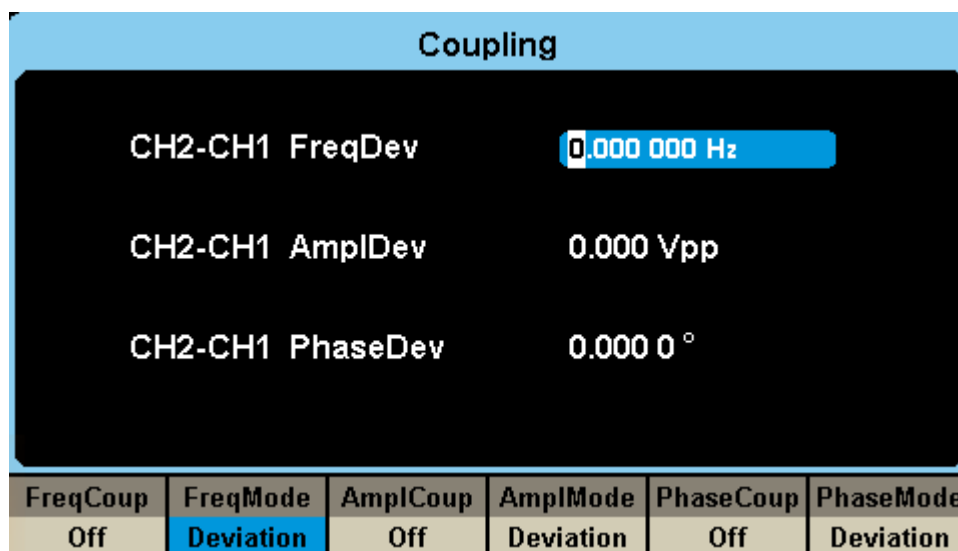 Coupling
CH2-CH1 FreqDev 0.000 000 Hz
CH2-CH1 AmplDev 0.000 Vpp
CH2-CH1 PhaseDev 0.000 0 °
FreqCoup FreqMode AmplCoup AmplMode PhaseCoup PhaseMode
Off Deviation Off Deviation Off Deviation